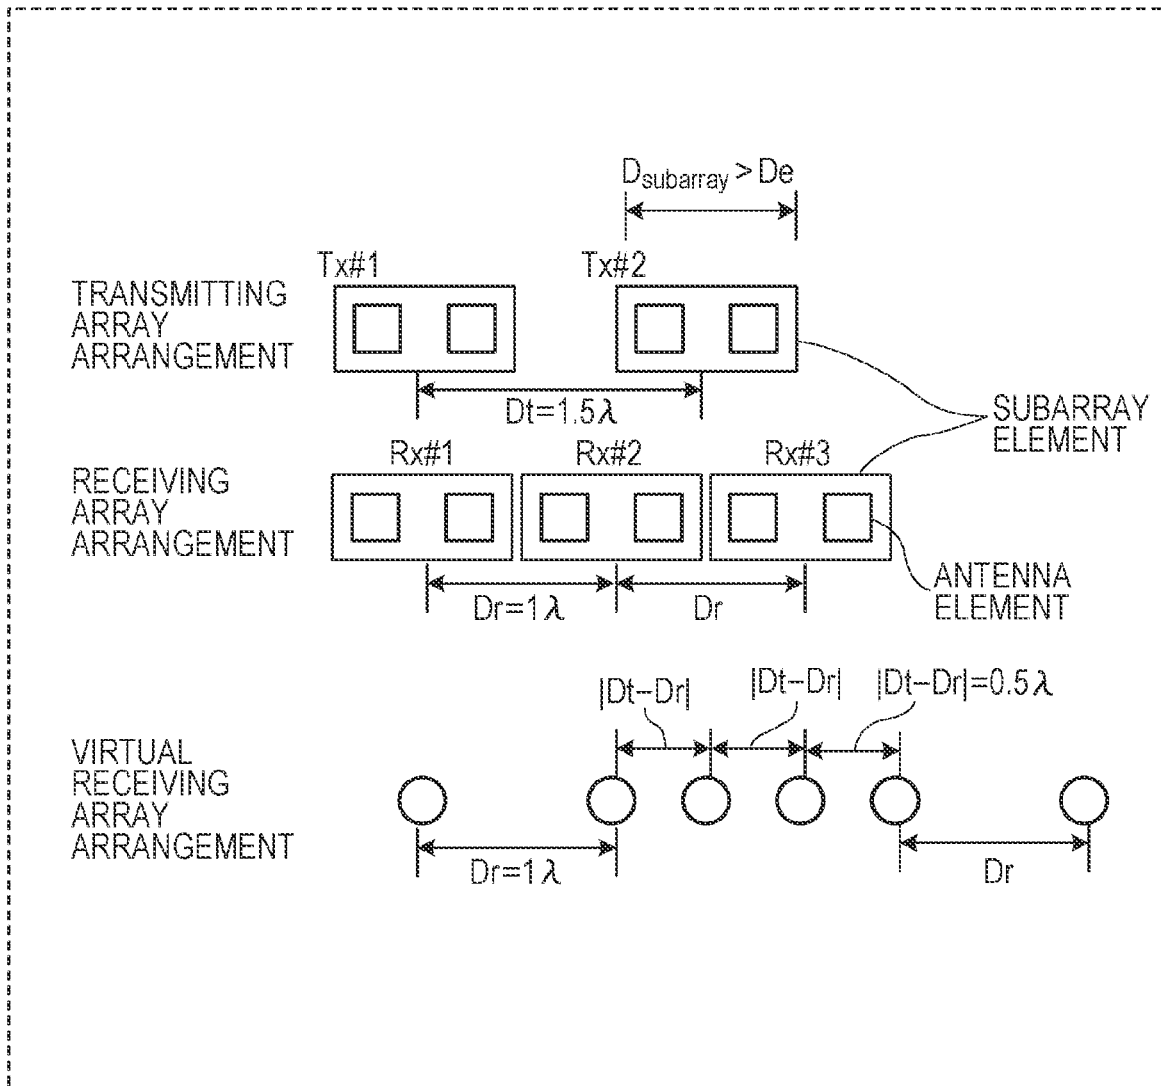 Dsubarray > De
Tx#1
Tx#2
TRANSMITTING
ARRAY
ARRANGEMENT
Dt=1.5λ
SUBARRAY
ELEMENT
Rx#1
Rx#2
Rx#3
RECEIVING
ARRAY
ARRANGEMENT
Dr=1λ
Dr
ANTENNA
ELEMENT
|Dt-Dr|
|Dt-Dr|
|Dt-Dr|=0.5λ
VIRTUAL
RECEIVING
ARRAY
ARRANGEMENT
Dr=1λ
Dr